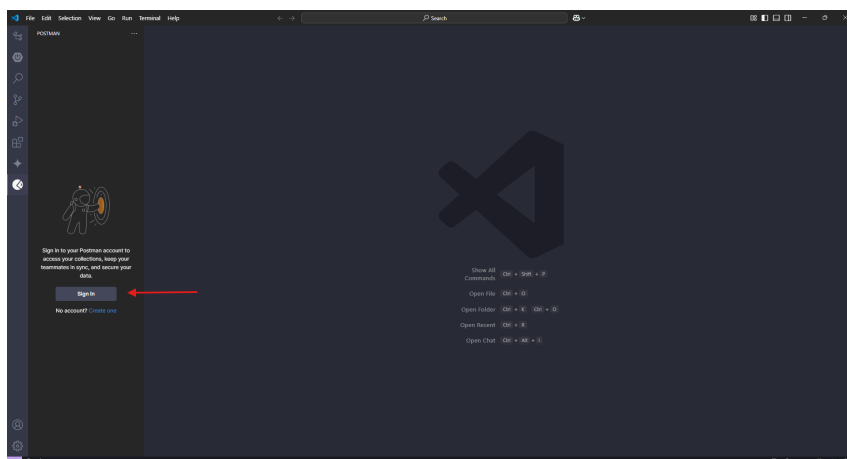 File Edit Selection View Go Run Terminal Help
Search
POSTMAN
Sign in to your Postman account to
access your collections, keep your
teammates in sync, and secure your
data.
Sign In
No account? Create one
Show All
Commands
Ctrl + Shift + P
Open File Ctrl + O
Open Folder Ctrl + K Ctrl + O
Open Recent Ctrl + R
Open Chat Ctrl + Alt + I